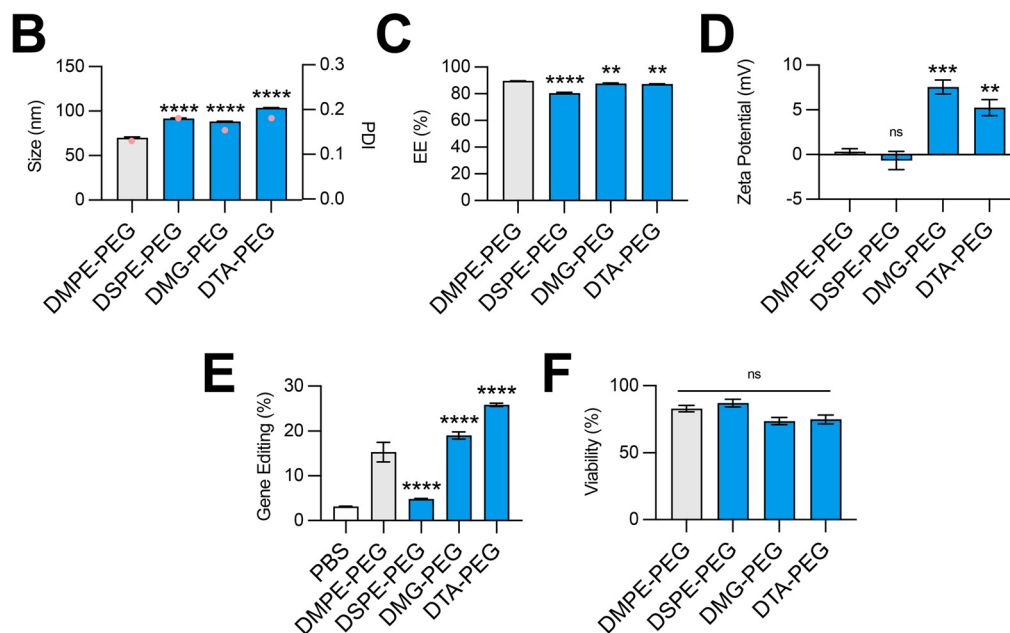 B
150
100
50
0
Size (nm)
0.3
0.2
0.1
0.0
PDI
****
****
****
DMPE-PEG
DSPE-PEG
DMG-PEG
DTA-PEG
C
100
80
60
40
20
0
EE (%)
****
**
**
DMPE-PEG
DSPE-PEG
DMG-PEG
DTA-PEG
D
10
5
0
-5
Zeta Potential (mV)
ns
***
**
DMPE-PEG
DSPE-PEG
DMG-PEG
DTA-PEG
E
30
20
10
0
Gene Editing (%)
****
****
****
PBS
DMPE-PEG
DSPE-PEG
DMG-PEG
DTA-PEG
F
100
50
0
Viability (%)
ns
DMPE-PEG
DSPE-PEG
DMG-PEG
DTA-PEG